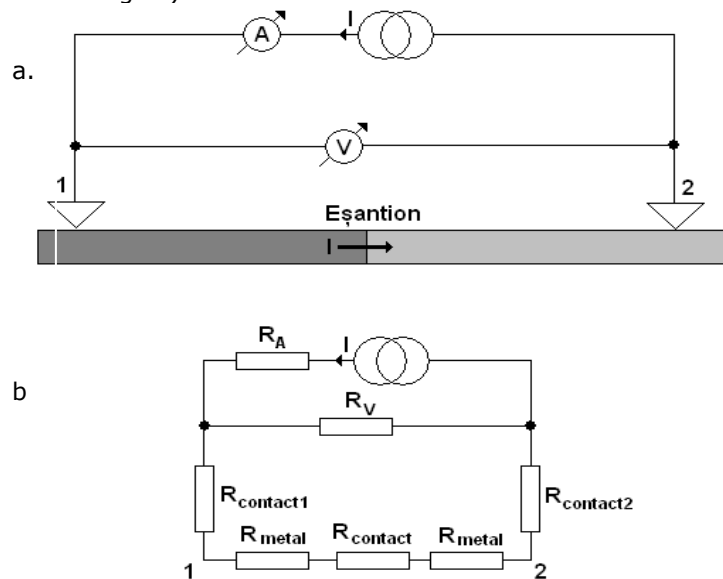 A I
a.
V
1 2
Eșantion
I
R_A I
b
R_V
R_contact1 R_contact2
R_metal R_contact R_metal
1 2